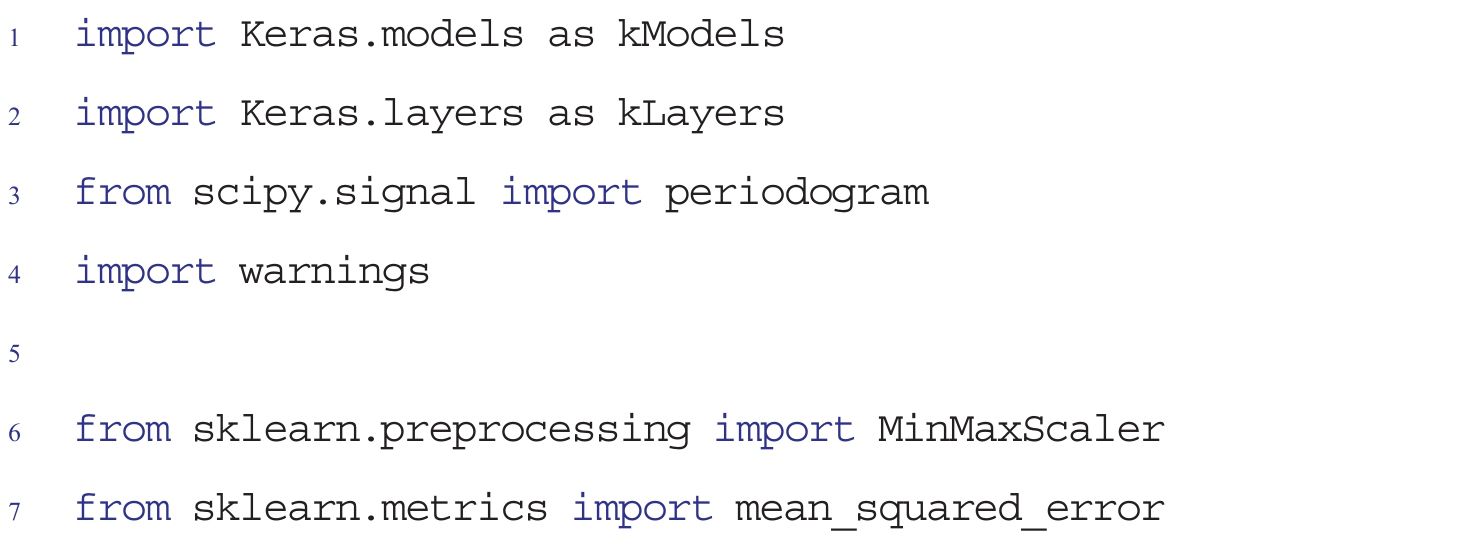 1 import Keras.models as kModels
2 import Keras.layers as kLayers
3 from scipy.signal import periodogram
4 import warnings
5
6 from sklearn.preprocessing import MinMaxScaler
7 from sklearn.metrics import mean_squared_error